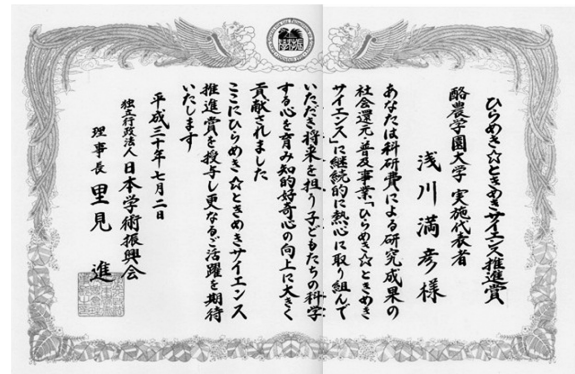 ひらめき☆ときめきサイエンス推進賞
酪農学園大学 実施代表者
浅川満彦様
あなたは科研費による研究成果の
社会還元・普及事業「ひらめき☆ときめき
サイエンス」に継続的に熱心に取り組んで
いただき将来を担う子どもたちの科学
する心を育み知的好奇心の向上に大きく
貢献されました
ここにひらめき☆ときめきサイエンス
推進賞を授与し更なるご活躍を期待
いたします
平成三十年七月二日
独立行政法人日本学術振興会
理事長 里見 進